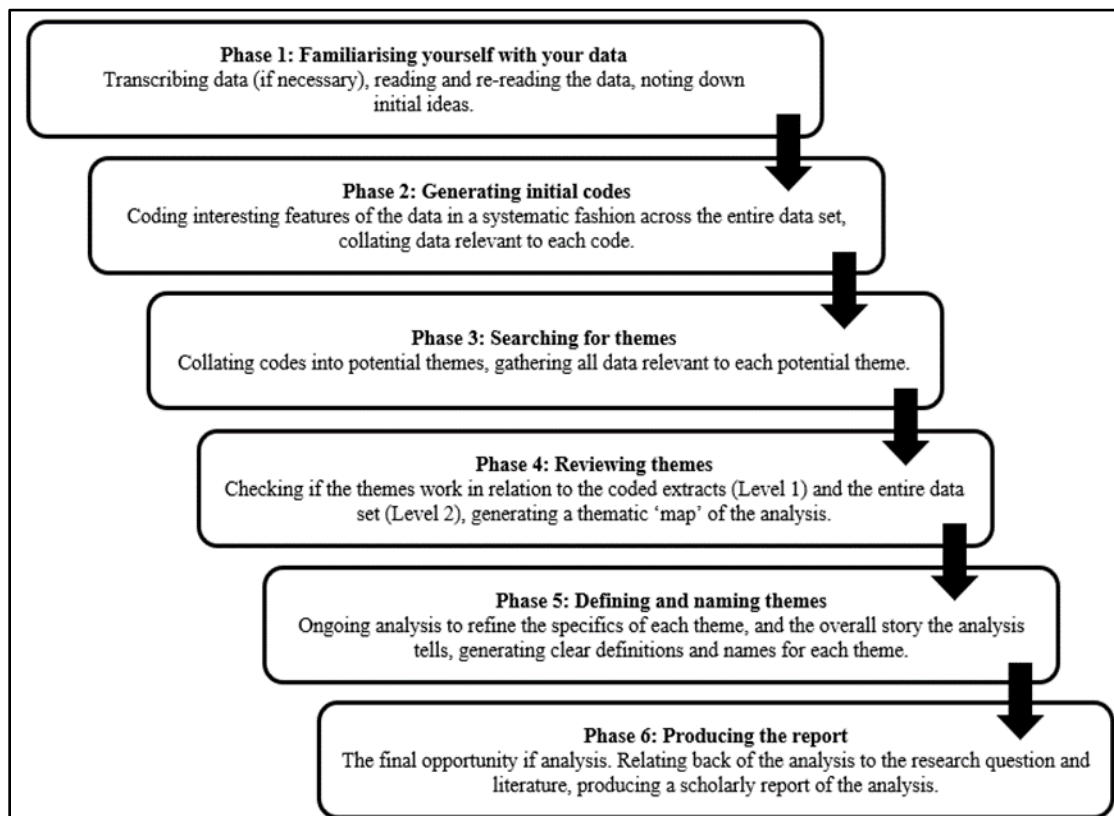 Phase 1: Familiarising yourself with your data
Transcribing data (if necessary), reading and re-reading the data, noting down
initial ideas.
Phase 2: Generating initial codes
Coding interesting features of the data in a systematic fashion across the entire data set,
collating data relevant to each code.
Phase 3: Searching for themes
Collating codes into potential themes, gathering all data relevant to each potential theme.
Phase 4: Reviewing themes
Checking if the themes work in relation to the coded extracts (Level 1) and the entire data
set (Level 2), generating a thematic ‘map’ of the analysis.
Phase 5: Defining and naming themes
Ongoing analysis to refine the specifics of each theme, and the overall story the analysis
tells, generating clear definitions and names for each theme.
Phase 6: Producing the report
The final opportunity if analysis. Relating back of the analysis to the research question and
literature, producing a scholarly report of the analysis.